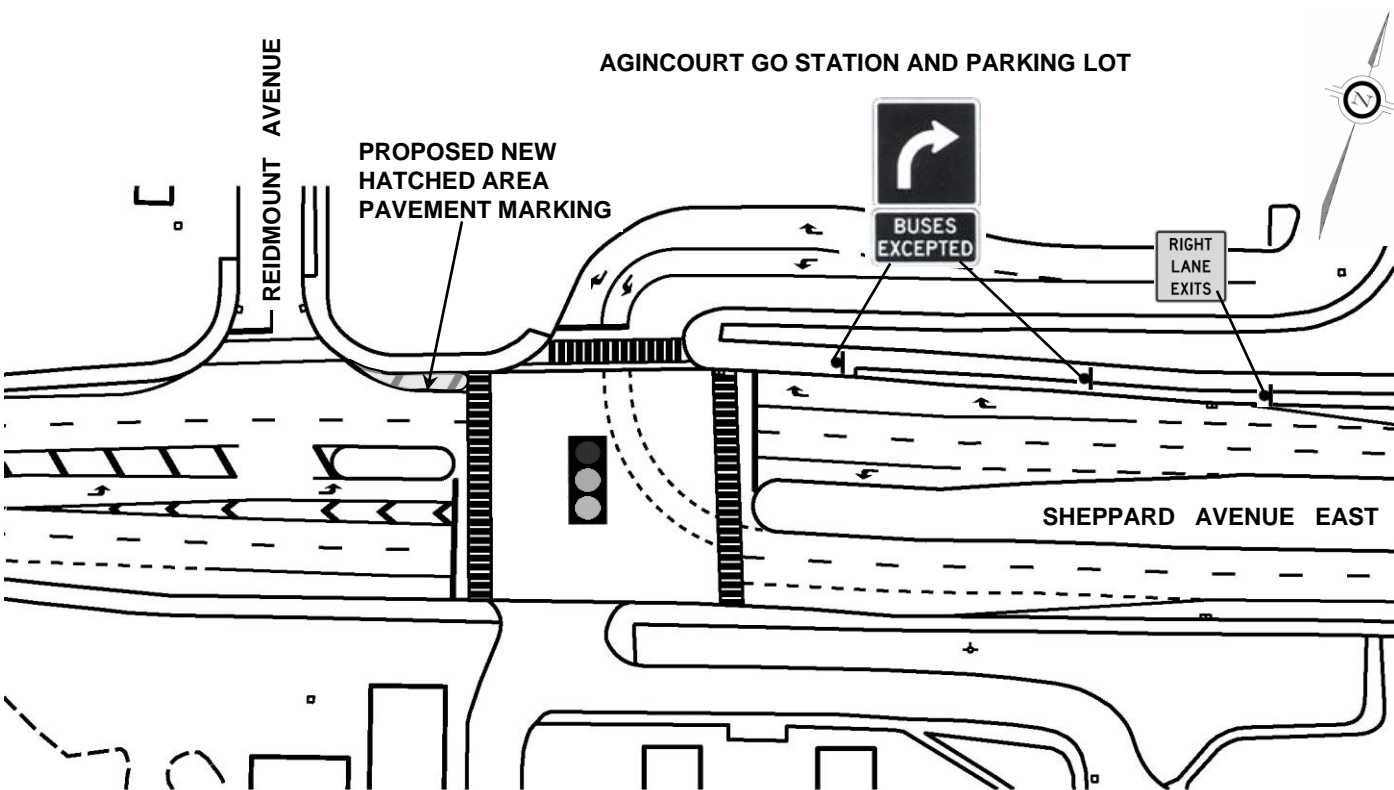 AGINCOURT GO STATION AND PARKING LOT
REIDMOUNT AVENUE
PROPOSED NEW
HATCHED AREA
PAVEMENT MARKING
BUSES
EXCEPTED
RIGHT
LANE
EXITS
N
SHEPPARD AVENUE EAST